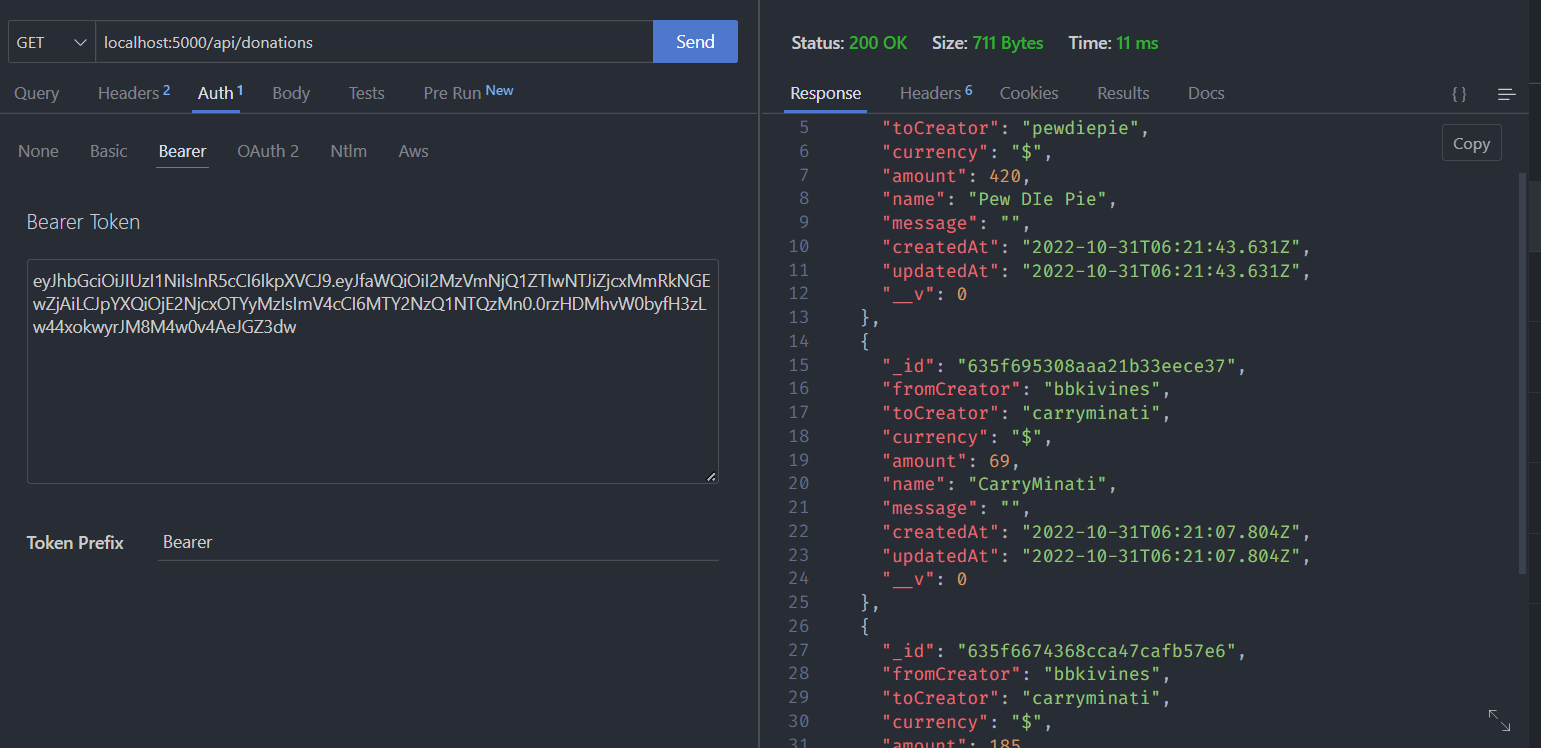 GET localhost:5000/api/donations Send
Query Headers 2 Auth 1 Body Tests Pre Run New
None Basic Bearer OAuth 2 Ntlm Aws
Bearer Token
eyJhbGciOiJIUzI1NiIsInR5cCI6IkpXVCJ9.eyJfaWQiOiI2MzVmNjQ1ZTIwNTJiZjcxMmRkNGE
wZjAiLCJpYXQiOjE2NjcxOTYyMzIsImV4cCI6MTY2NzQ1NTQzMn0.0rzHDMhvW0byfH3zL
w44xokwyrJM8M4w0v4AeJGZ3dw
Token Prefix Bearer
Status: 200 OK Size: 711 Bytes Time: 11 ms
Response Headers 6 Cookies Results Docs { }
Copy
5 "toCreator": "pewdiepie",
6 "currency": "$",
7 "amount": 420,
8 "name": "Pew DIe Pie",
9 "message": "",
10 "createdAt": "2022-10-31T06:21:43.631Z",
11 "updatedAt": "2022-10-31T06:21:43.631Z",
12 "__v": 0
13 },
14 {
15 "_id": "635f695308aaa21b33eece37",
16 "fromCreator": "bbkivines",
17 "toCreator": "carryminati",
18 "currency": "$",
19 "amount": 69,
20 "name": "CarryMinati",
21 "message": "",
22 "createdAt": "2022-10-31T06:21:07.804Z",
23 "updatedAt": "2022-10-31T06:21:07.804Z",
24 "__v": 0
25 },
26 {
27 "_id": "635f6674368cca47cafb57e6",
28 "fromCreator": "bbkivines",
29 "toCreator": "carryminati",
30 "currency": "$",
31 "amount": 185